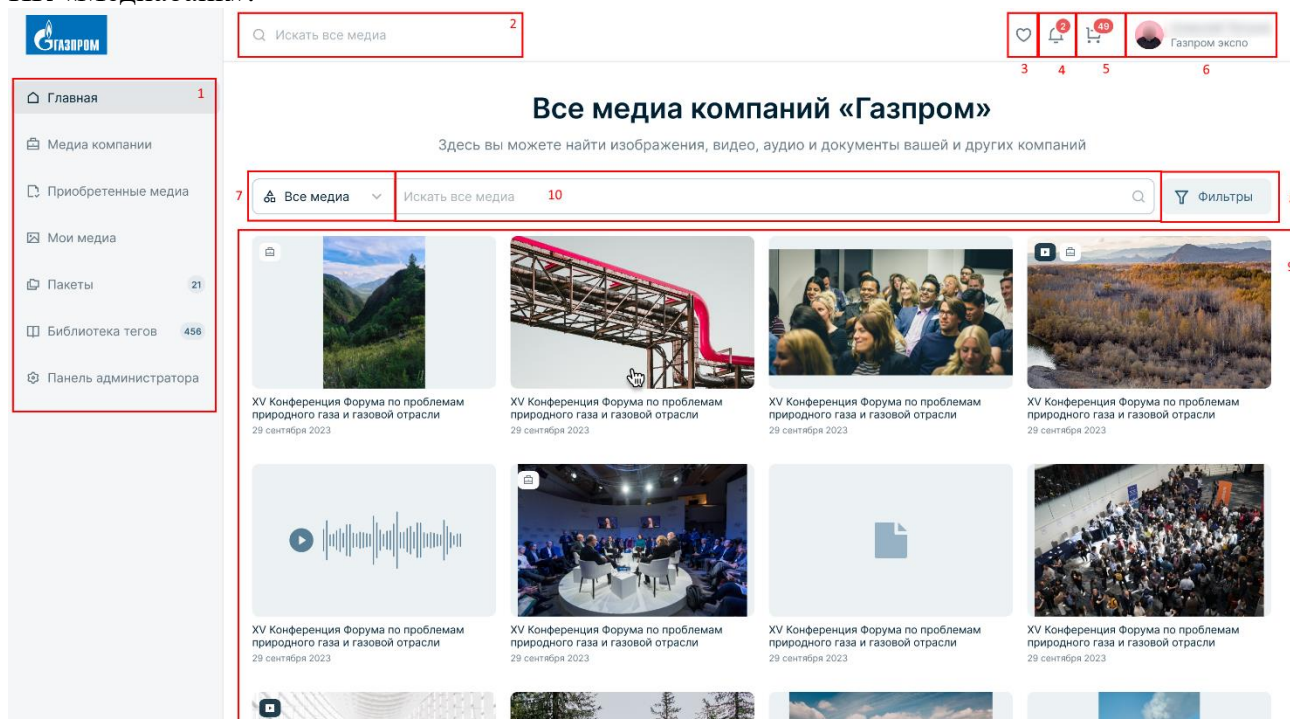 ГАЗПРОМ
Искать все медиа 2
2
49
Газпром экспо
3 4 5 6
Главная 1
Медиа компании
Приобретенные медиа
Мои медиа
Пакеты 21
Библиотека тегов 456
Панель администратора
Все медиа компаний «Газпром»
Здесь вы можете найти изображения, видео, аудио и документы вашей и других компаний
7 Все медиа Искать все медиа 10 Фильтры
XV Конференция Форума по проблемам
природного газа и газовой отрасли
29 сентября 2023
XV Конференция Форума по проблемам
природного газа и газовой отрасли
29 сентября 2023
XV Конференция Форума по проблемам
природного газа и газовой отрасли
29 сентября 2023
XV Конференция Форума по проблемам
природного газа и газовой отрасли
29 сентября 2023
XV Конференция Форума по проблемам
природного газа и газовой отрасли
29 сентября 2023
XV Конференция Форума по проблемам
природного газа и газовой отрасли
29 сентября 2023
XV Конференция Форума по проблемам
природного газа и газовой отрасли
29 сентября 2023
XV Конференция Форума по проблемам
природного газа и газовой отрасли
29 сентября 2023